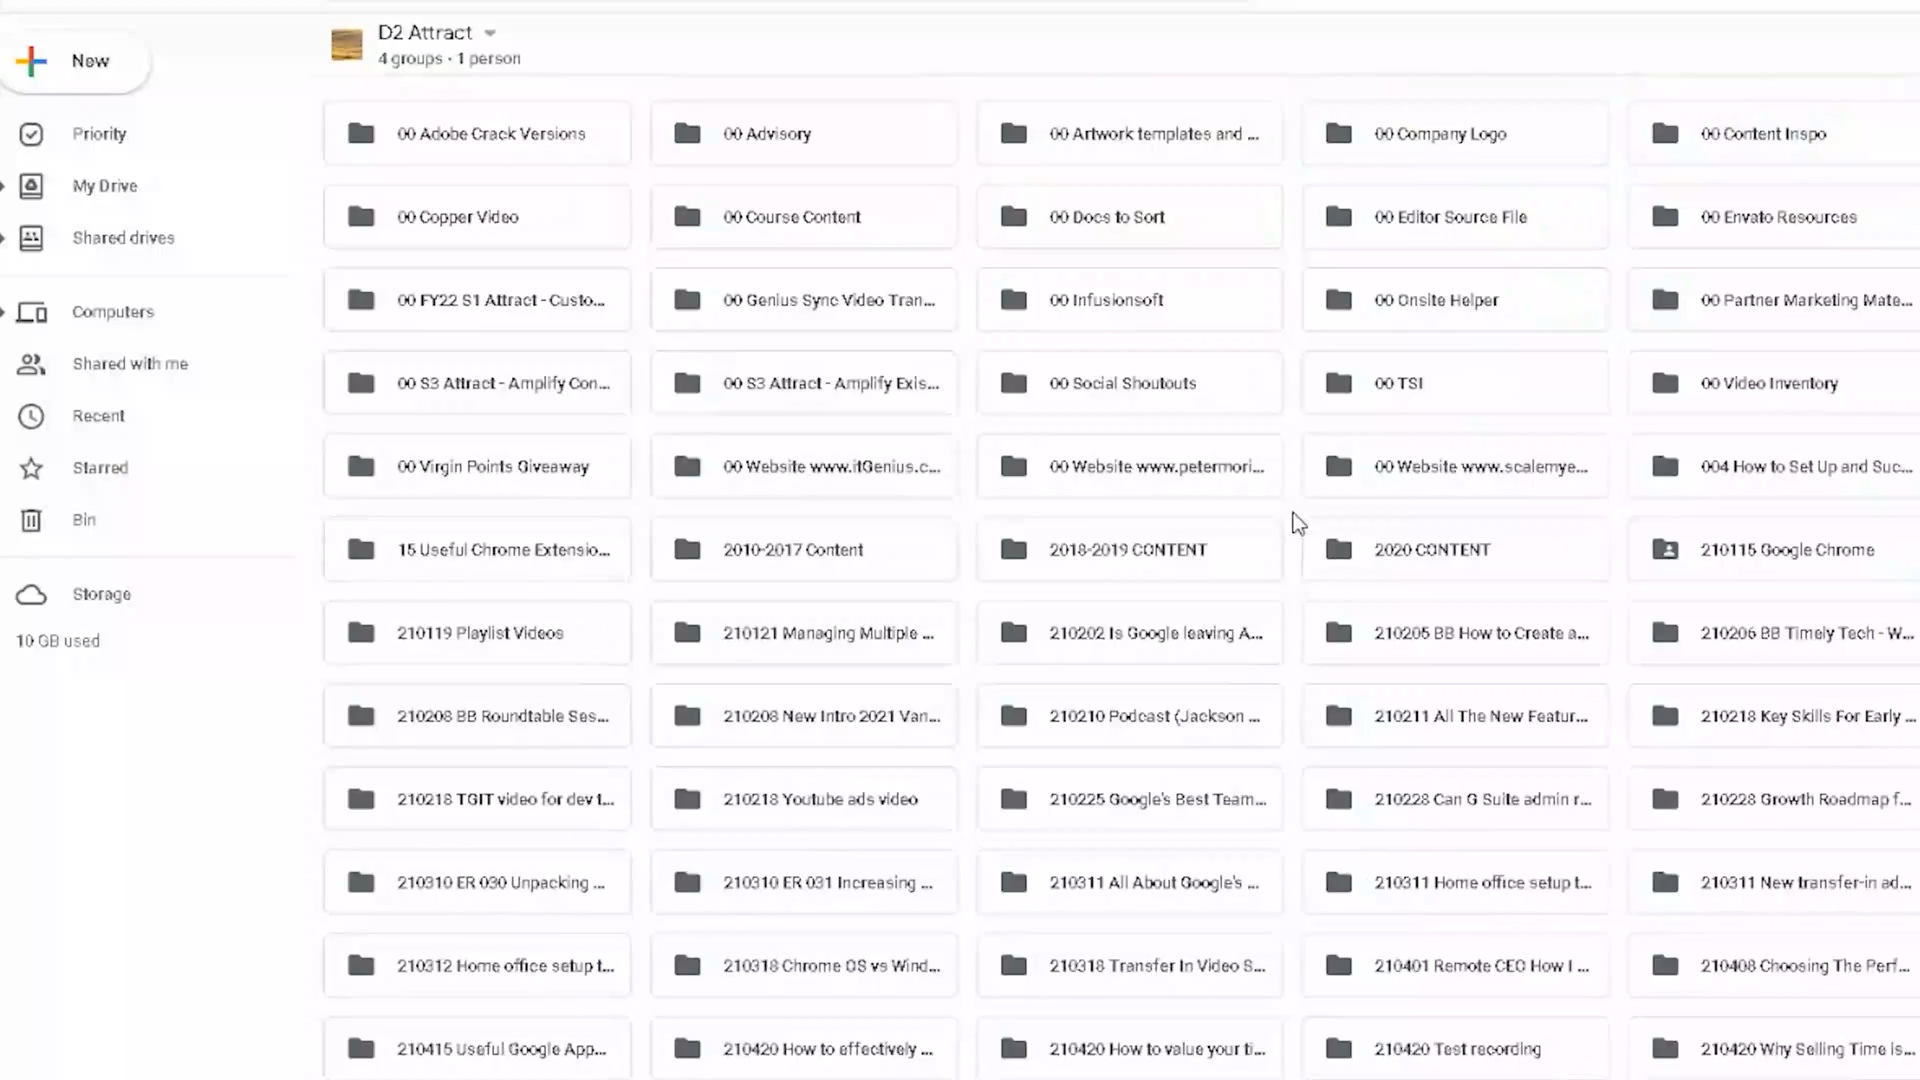 D2 Attract
4 groups • 1 person
New
Priority
My Drive
Shared drives
Computers
Shared with me
Recent
Starred
Bin
Storage
10 GB used
00 Adobe Crack Versions
00 Advisory
00 Artwork templates and ...
00 Company Logo
00 Content Inspo
00 Copper Video
00 Course Content
00 Docs to Sort
00 Editor Source File
00 Envato Resources
00 FY22 S1 Attract - Custo...
00 Genius Sync Video Tran...
00 Infusionsoft
00 Onsite Helper
00 Partner Marketing Mate...
00 S3 Attract - Amplify Con...
00 S3 Attract - Amplify Exis...
00 Social Shoutouts
00 TSI
00 Video Inventory
00 Virgin Points Giveaway
00 Website www.itGenius.c...
00 Website www.petermori...
00 Website www.scalemye...
004 How to Set Up and Suc...
15 Useful Chrome Extensio...
2010-2017 Content
2018-2019 CONTENT
2020 CONTENT
210115 Google Chrome
210119 Playlist Videos
210121 Managing Multiple ...
210202 Is Google leaving A...
210205 BB How to Create a...
210206 BB Timely Tech - W...
210208 BB Roundtable Ses...
210208 New Intro 2021 Van...
210210 Podcast (Jackson ...
210211 All The New Featur...
210218 Key Skills For Early ...
210218 TGIT video for dev t...
210218 Youtube ads video
210225 Google's Best Team...
210228 Can G Suite admin r...
210228 Growth Roadmap f...
210310 ER 030 Unpacking ...
210310 ER 031 Increasing ...
210311 All About Google's ...
210311 Home office setup t...
210311 New transfer-in ad...
210312 Home office setup t...
210318 Chrome OS vs Wind...
210318 Transfer In Video S...
210401 Remote CEO How I ...
210408 Choosing The Perf...
210415 Useful Google App...
210420 How to effectively ...
210420 How to value your ti...
210420 Test recording
210420 Why Selling Time Is...